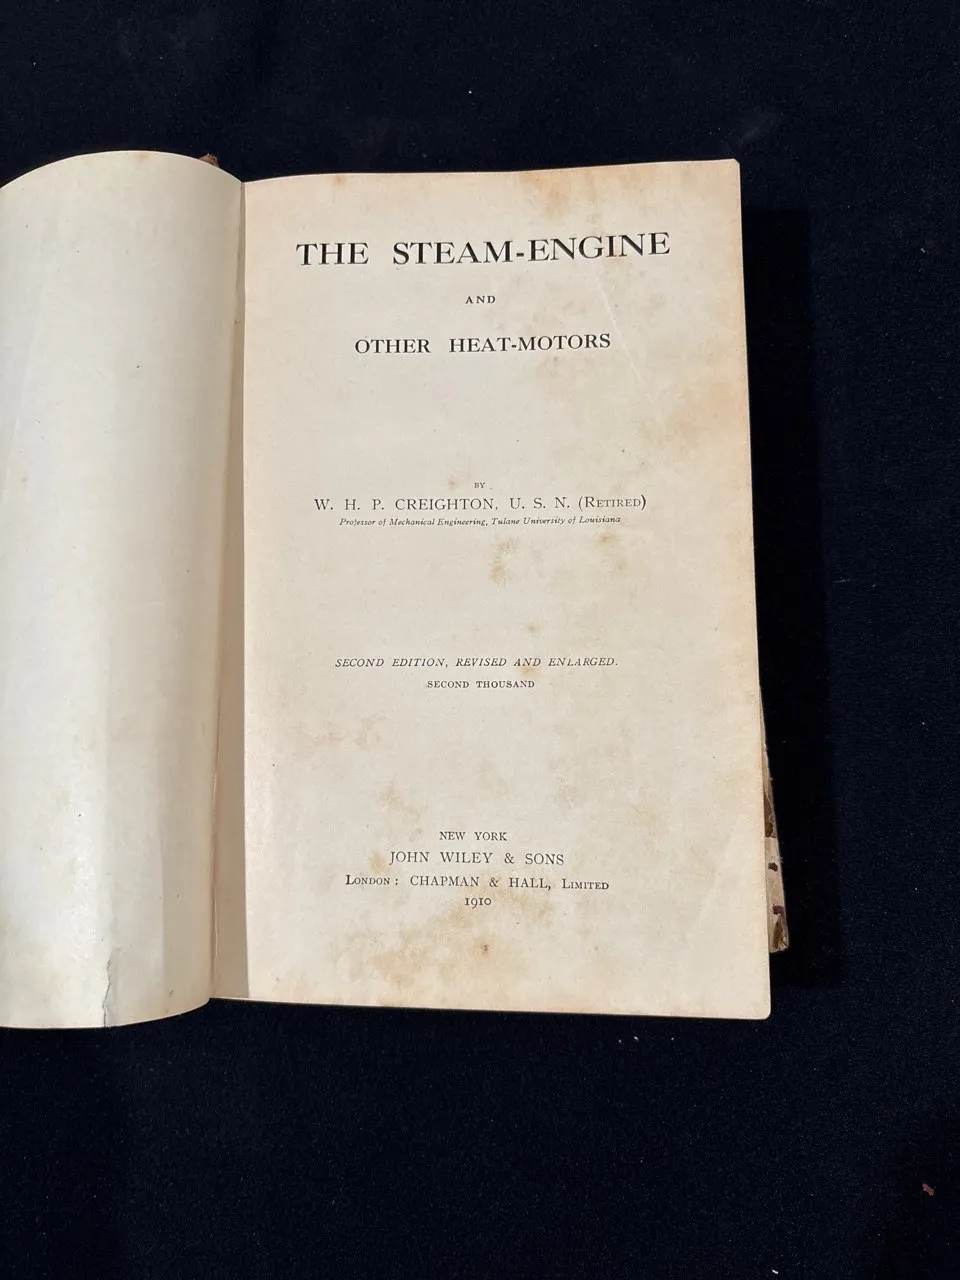 THE STEAM-ENGINE
AND
OTHER HEAT-MOTORS
BY
W. H. P. CREIGHTON, U. S. N. (Retired)
Professor of Mechanical Engineering, Tulane University of Louisiana
SECOND EDITION, REVISED AND ENLARGED.
SECOND THOUSAND
NEW YORK
JOHN WILEY & SONS
London: CHAPMAN & HALL, Limited
1910